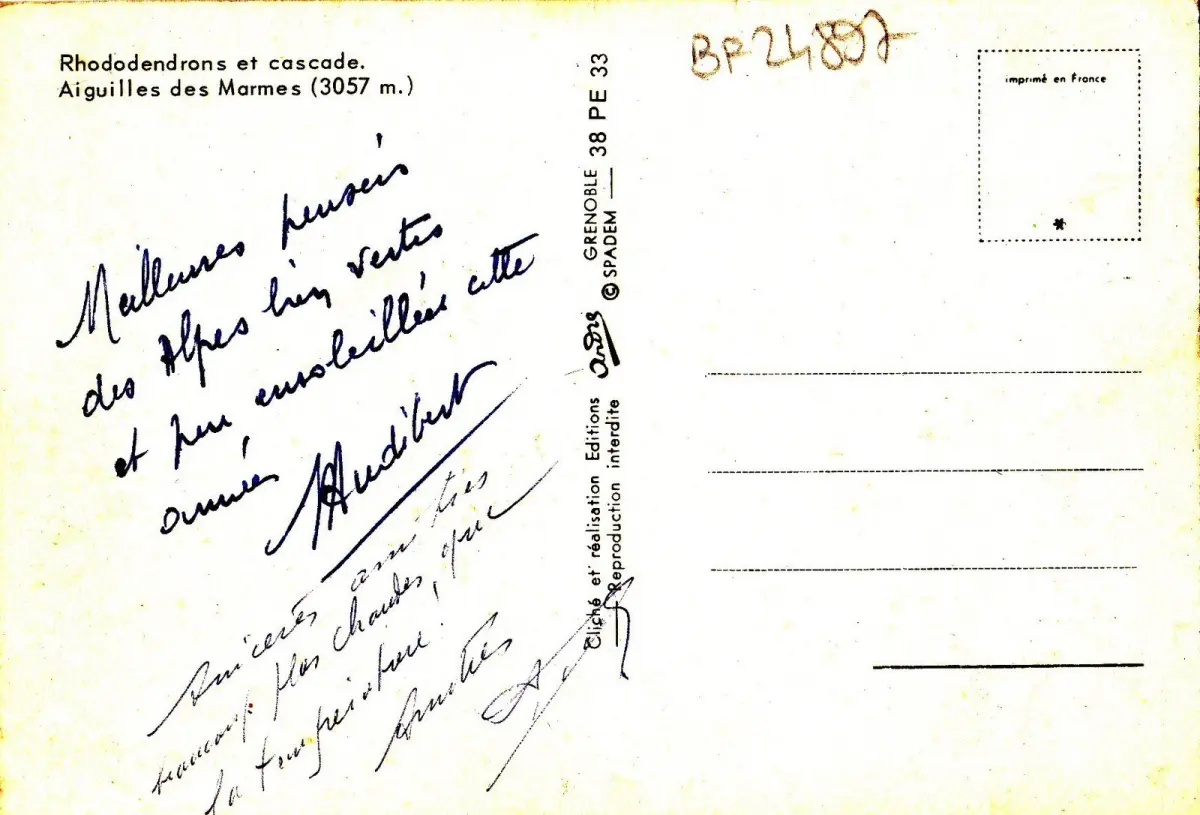 Rhododendrons et cascade.
Aiguilles des Marmes (3057 m.)
BF24897
imprimé en France
*
Meilleures pensées
des Alpes bien vertes
et peu ensoleillées cette
année
Audibert
Sincères amitiés
beaucoup plas chaudes, que
la température!
Amitiés
Cliché et réalisation Editions André GRENOBLE
Reproduction interdite © SPADEM — 38 PE 33